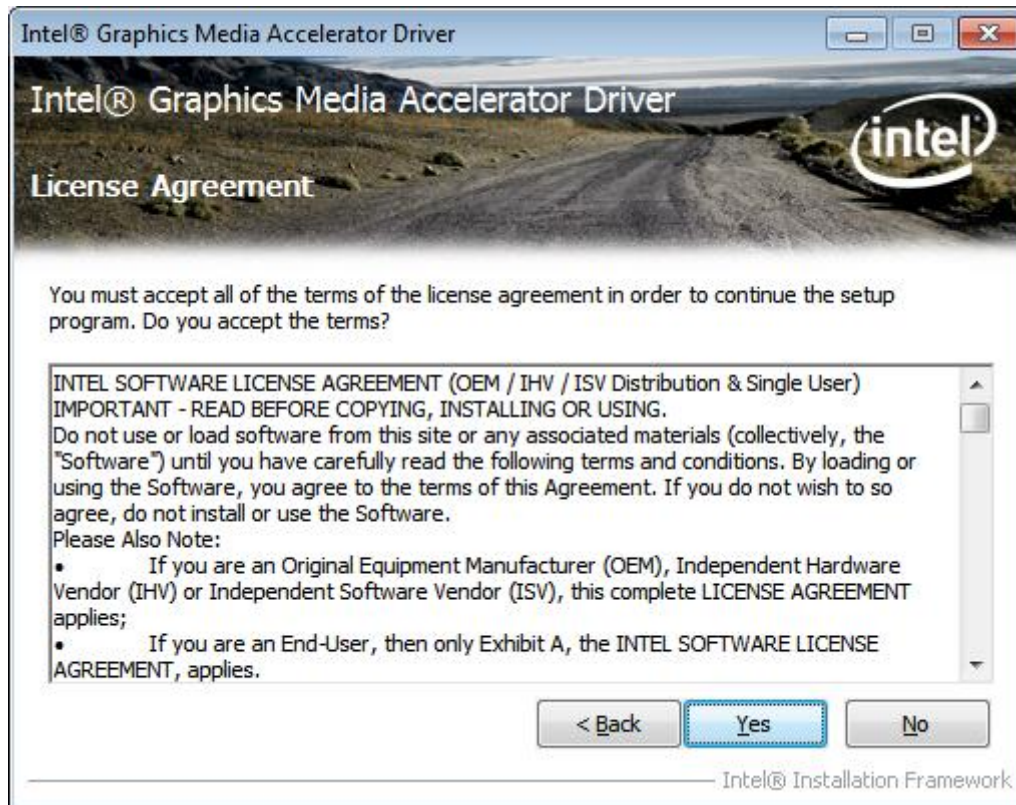 Intel® Graphics Media Accelerator Driver
Intel® Graphics Media Accelerator Driver
intel
License Agreement
You must accept all of the terms of the license agreement in order to continue the setup
program. Do you accept the terms?
INTEL SOFTWARE LICENSE AGREEMENT (OEM / IHV / ISV Distribution & Single User)
IMPORTANT - READ BEFORE COPYING, INSTALLING OR USING.
Do not use or load software from this site or any associated materials (collectively, the
"Software") until you have carefully read the following terms and conditions. By loading or
using the Software, you agree to the terms of this Agreement. If you do not wish to so
agree, do not install or use the Software.
Please Also Note:
• If you are an Original Equipment Manufacturer (OEM), Independent Hardware
Vendor (IHV) or Independent Software Vendor (ISV), this complete LICENSE AGREEMENT
applies;
• If you are an End-User, then only Exhibit A, the INTEL SOFTWARE LICENSE
AGREEMENT, applies.
< Back Yes No
Intel® Installation Framework